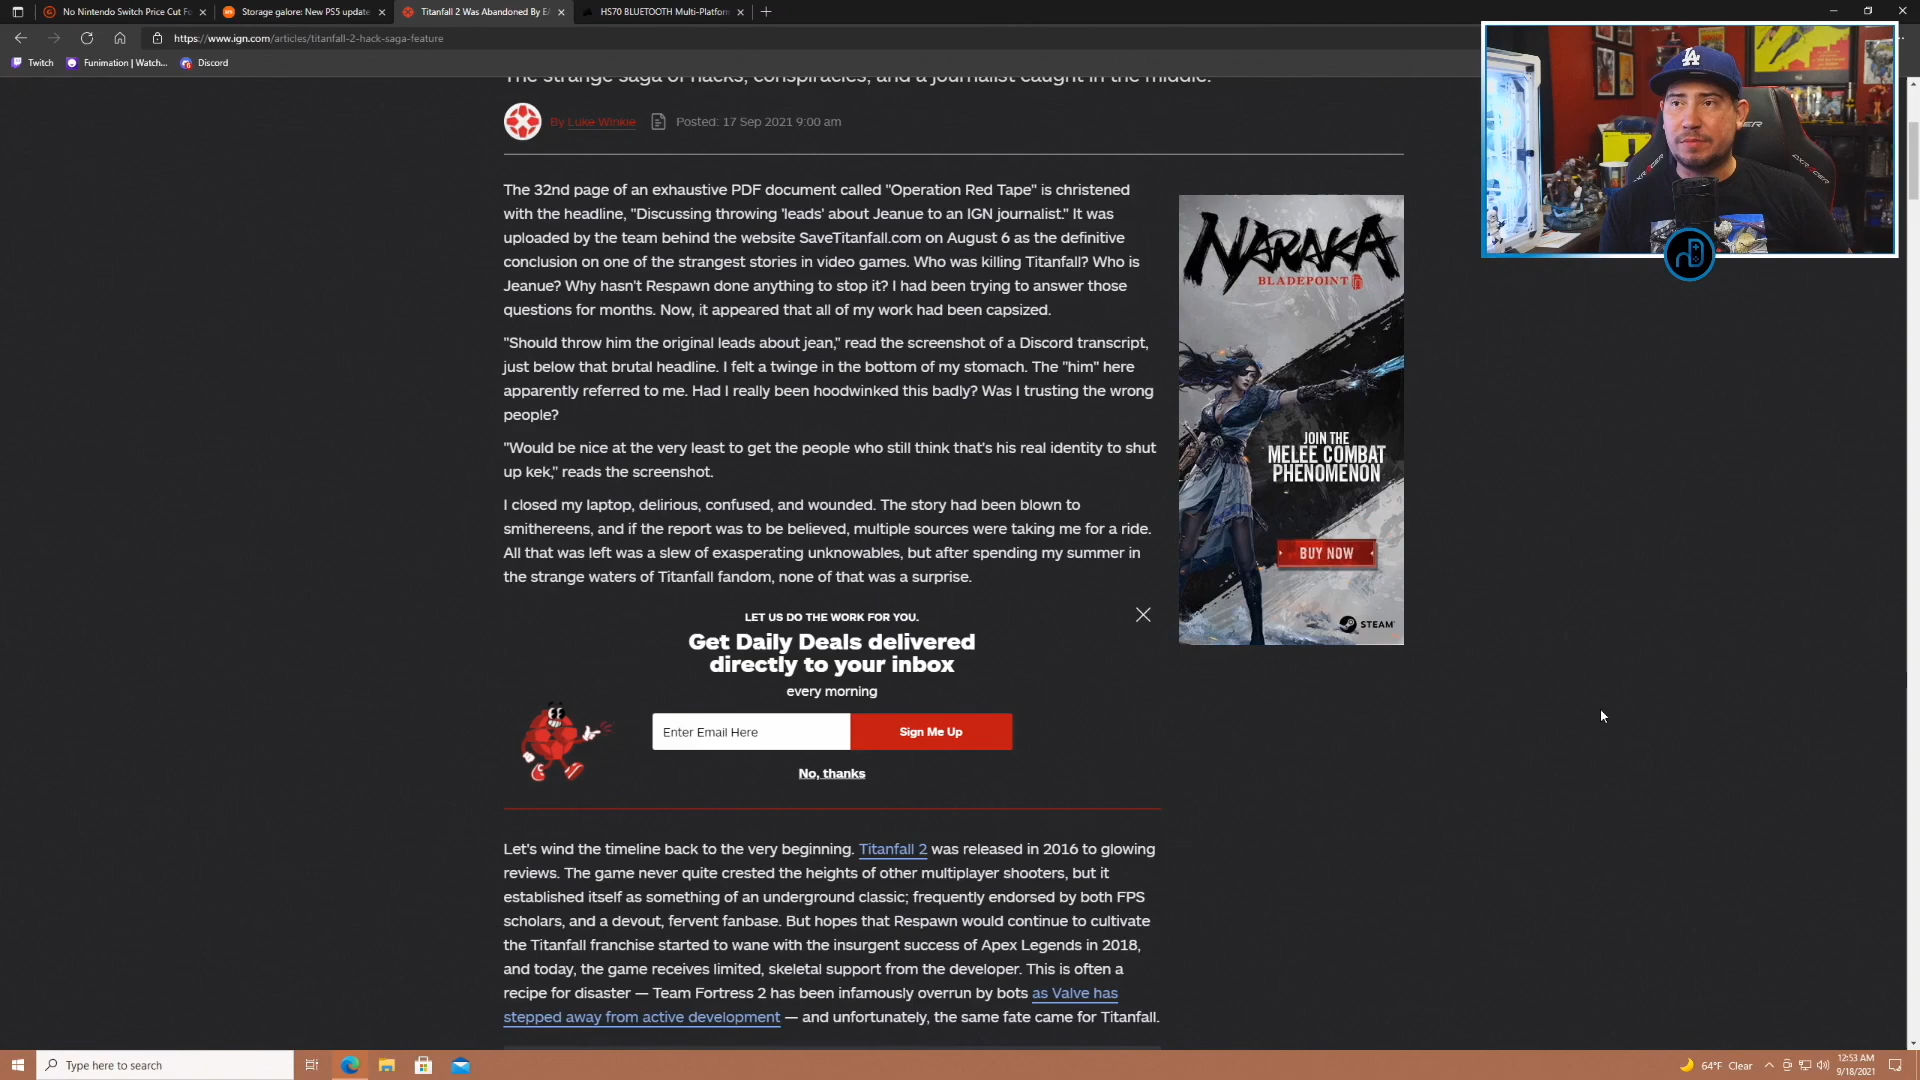 No Nintendo Switch Price Cut Fo
Storage galore: New PS5 update
Titanfall 2 Was Abandoned By EA
HS70 BLUETOOTH Multi-Platform
https://www.ign.com/articles/titanfall-2-hack-saga-feature
Twitch
Funimation | Watch...
Discord
The strange saga of hacks, conspiracies, and a journalist caught in the middle.
By Luke Winkie
Posted: 17 Sep 2021 9:00 am
The 32nd page of an exhaustive PDF document called "Operation Red Tape" is christened
with the headline, "Discussing throwing 'leads' about Jeanue to an IGN journalist." It was
uploaded by the team behind the website SaveTitanfall.com on August 6 as the definitive
conclusion on one of the strangest stories in video games. Who was killing Titanfall? Who is
Jeanue? Why hasn't Respawn done anything to stop it? I had been trying to answer those
questions for months. Now, it appeared that all of my work had been capsized.
"Should throw him the original leads about jean," read the screenshot of a Discord transcript,
just below that brutal headline. I felt a twinge in the bottom of my stomach. The "him" here
apparently referred to me. Had I really been hoodwinked this badly? Was I trusting the wrong
people?
"Would be nice at the very least to get the people who still think that's his real identity to shut
up kek," reads the screenshot.
I closed my laptop, delirious, confused, and wounded. The story had been blown to
smithereens, and if the report was to be believed, multiple sources were taking me for a ride.
All that was left was a slew of exasperating unknowables, but after spending my summer in
the strange waters of Titanfall fandom, none of that was a surprise.
NARAKA
BLADEPOINT
JOIN THE
MELEE COMBAT
PHENOMENON
BUY NOW
STEAM
LET US DO THE WORK FOR YOU.
Get Daily Deals delivered
directly to your inbox
every morning
Enter Email Here
Sign Me Up
No, thanks
Let's wind the timeline back to the very beginning. Titanfall 2 was released in 2016 to glowing
reviews. The game never quite crested the heights of other multiplayer shooters, but it
established itself as something of an underground classic; frequently endorsed by both FPS
scholars, and a devout, fervent fanbase. But hopes that Respawn would continue to cultivate
the Titanfall franchise started to wane with the insurgent success of Apex Legends in 2018,
and today, the game receives limited, skeletal support from the developer. This is often a
recipe for disaster — Team Fortress 2 has been infamously overrun by bots as Valve has
stepped away from active development — and unfortunately, the same fate came for Titanfall.
Type here to search
64°F Clear
12:53 AM
9/18/2021